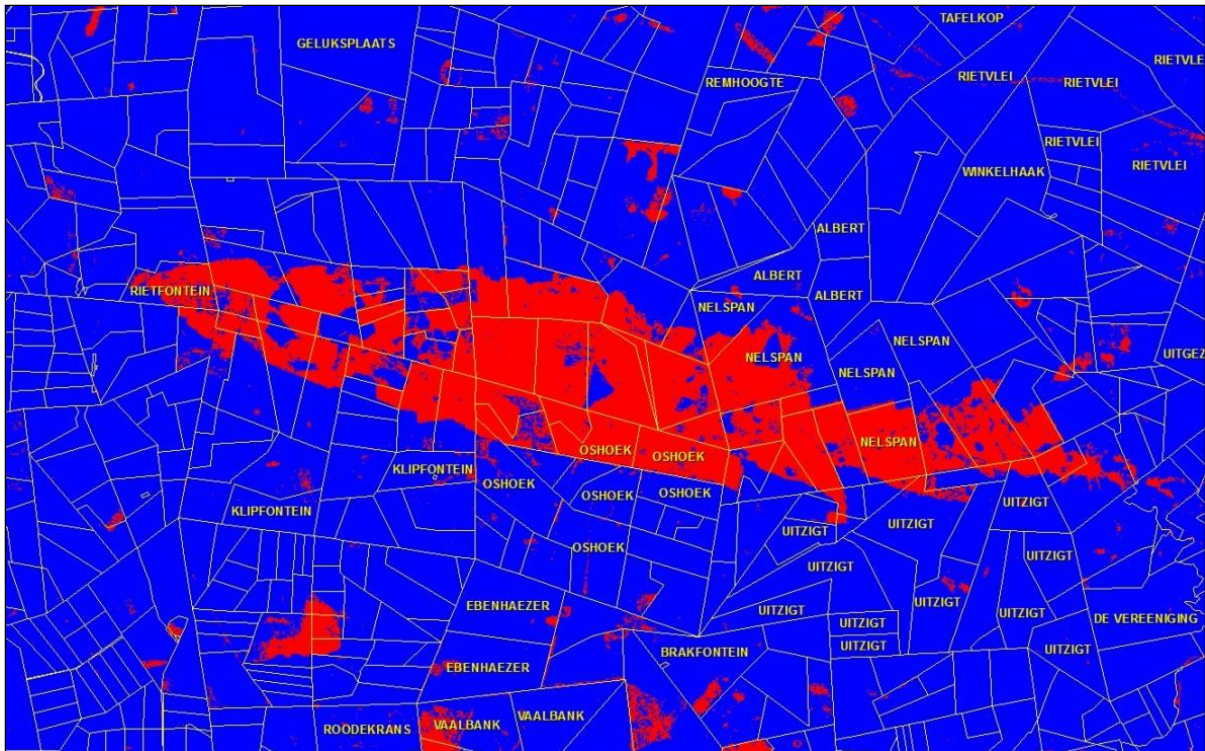 TAFELKOP
GELUKSPLAATS
RIETVLE
RIETVLEI
RIETVLEI
REMHOOGTE
RIETVLEI
RIETVLEI
WINKELHAAK
ALBERT
ALBERT
RIETFONTEIN
ALBERT
NELSPAN
NELSPAN
NELSPAN
UITGEZ
NELSPAN
NELSPAN
OSHOEK
OSHOEK
KLIPFONTEIN
OSHOEK
OSHOEK
OSHOEK
UITZIGT
KLIPFONTEIN
UITZIGT
UITZIGT
OSHOEK
UITZIGT
UITZIGT
EBENHAEZER
UITZIGT
UITZIGT
UITZIGT
DE VEREENIGING
UITZIGT
UITZIGT
BRAKFONTEIN
UITZIGT
EBENHAEZER
VAALBANK
VAALBANK
ROODEKRANS